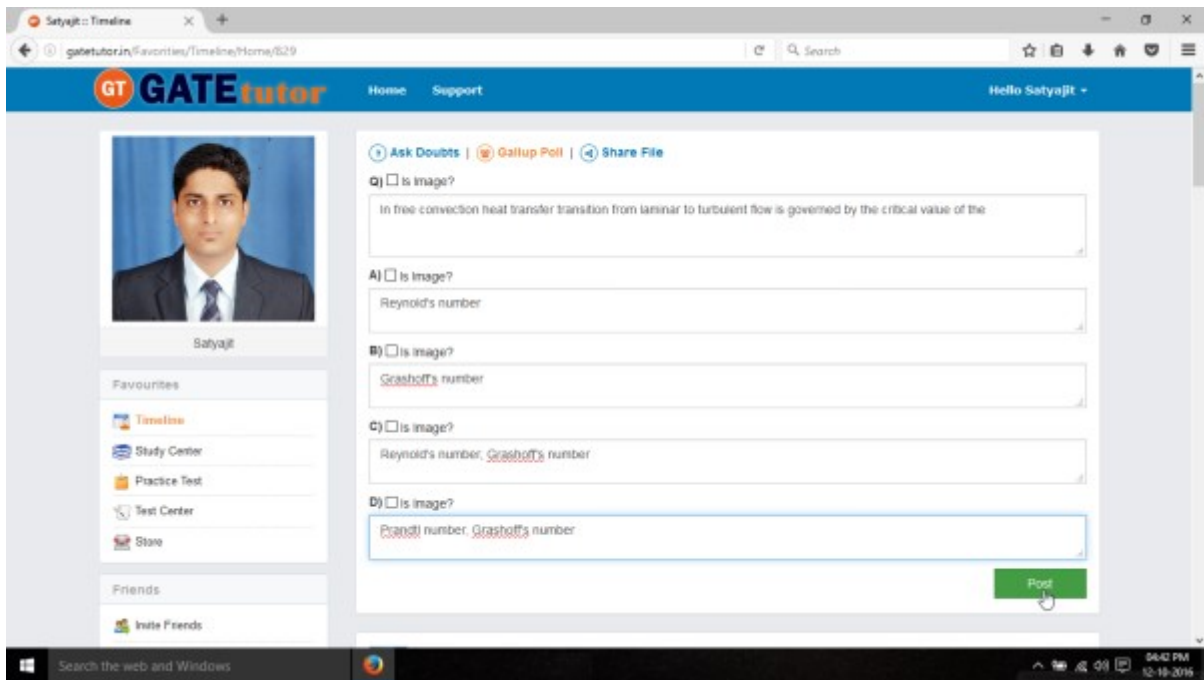 Satyajit :: Timeline
gatetutor.in/Favorities/Timeline/Home/829
Search
GT GATEtutor
Home Support
Hello Satyajit
Ask Doubts | Gallup Poll | Share File
Q) Is Image?
In free convection heat transfer transition from laminar to turbulent flow is governed by the critical value of the
A) Is Image?
Reynold's number
B) Is Image?
Grashoff's number
C) Is Image?
Reynold's number, Grashoff's number
D) Is Image?
Prandtl number, Grashoff's number
Post
Satyajit
Favourites
Timeline
Study Center
Practice Test
Test Center
Store
Friends
Invite Friends
Search the web and Windows
04:42 PM
12-10-2016